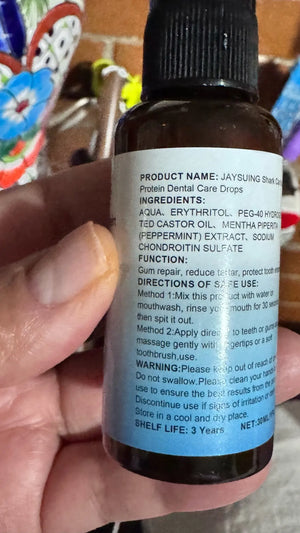 PRODUCT NAME: JAYSUING Shark
Protein Dental Care Drops
INGREDIENTS:
AQUA、ERYTHRITOL、PEG-40 HYDROGE
TED CASTOR OIL、MENTHA PIPERITA
(PEPPERMINT) EXTRACT、SODIUM
CHONDROITIN SULFATE
FUNCTION:
Gum repair, reduce tartar, protect tooth
DIRECTIONS OF SAFE USE:
Method 1:Mix this product with water or
mouthwash, rinse your mouth for 30 seconds
then spit it out.
Method 2:Apply directly to teeth or gums
massage gently with fingertips or a soft
toothbrush,use.
WARNING:Please keep out of reach of
Do not swallow.Please clean your hands
use to ensure the best results from the
Discontinue use if signs of irritation or
Store in a cool and dry place.
SHELF LIFE: 3 Years NET:30ML